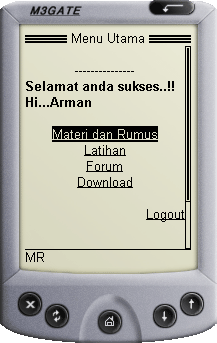 M3GATE
Menu Utama
---------------
Selamat anda sukses..!!
Hi...Arman
Materi dan Rumus
Latihan
Forum
Download
Logout
MR